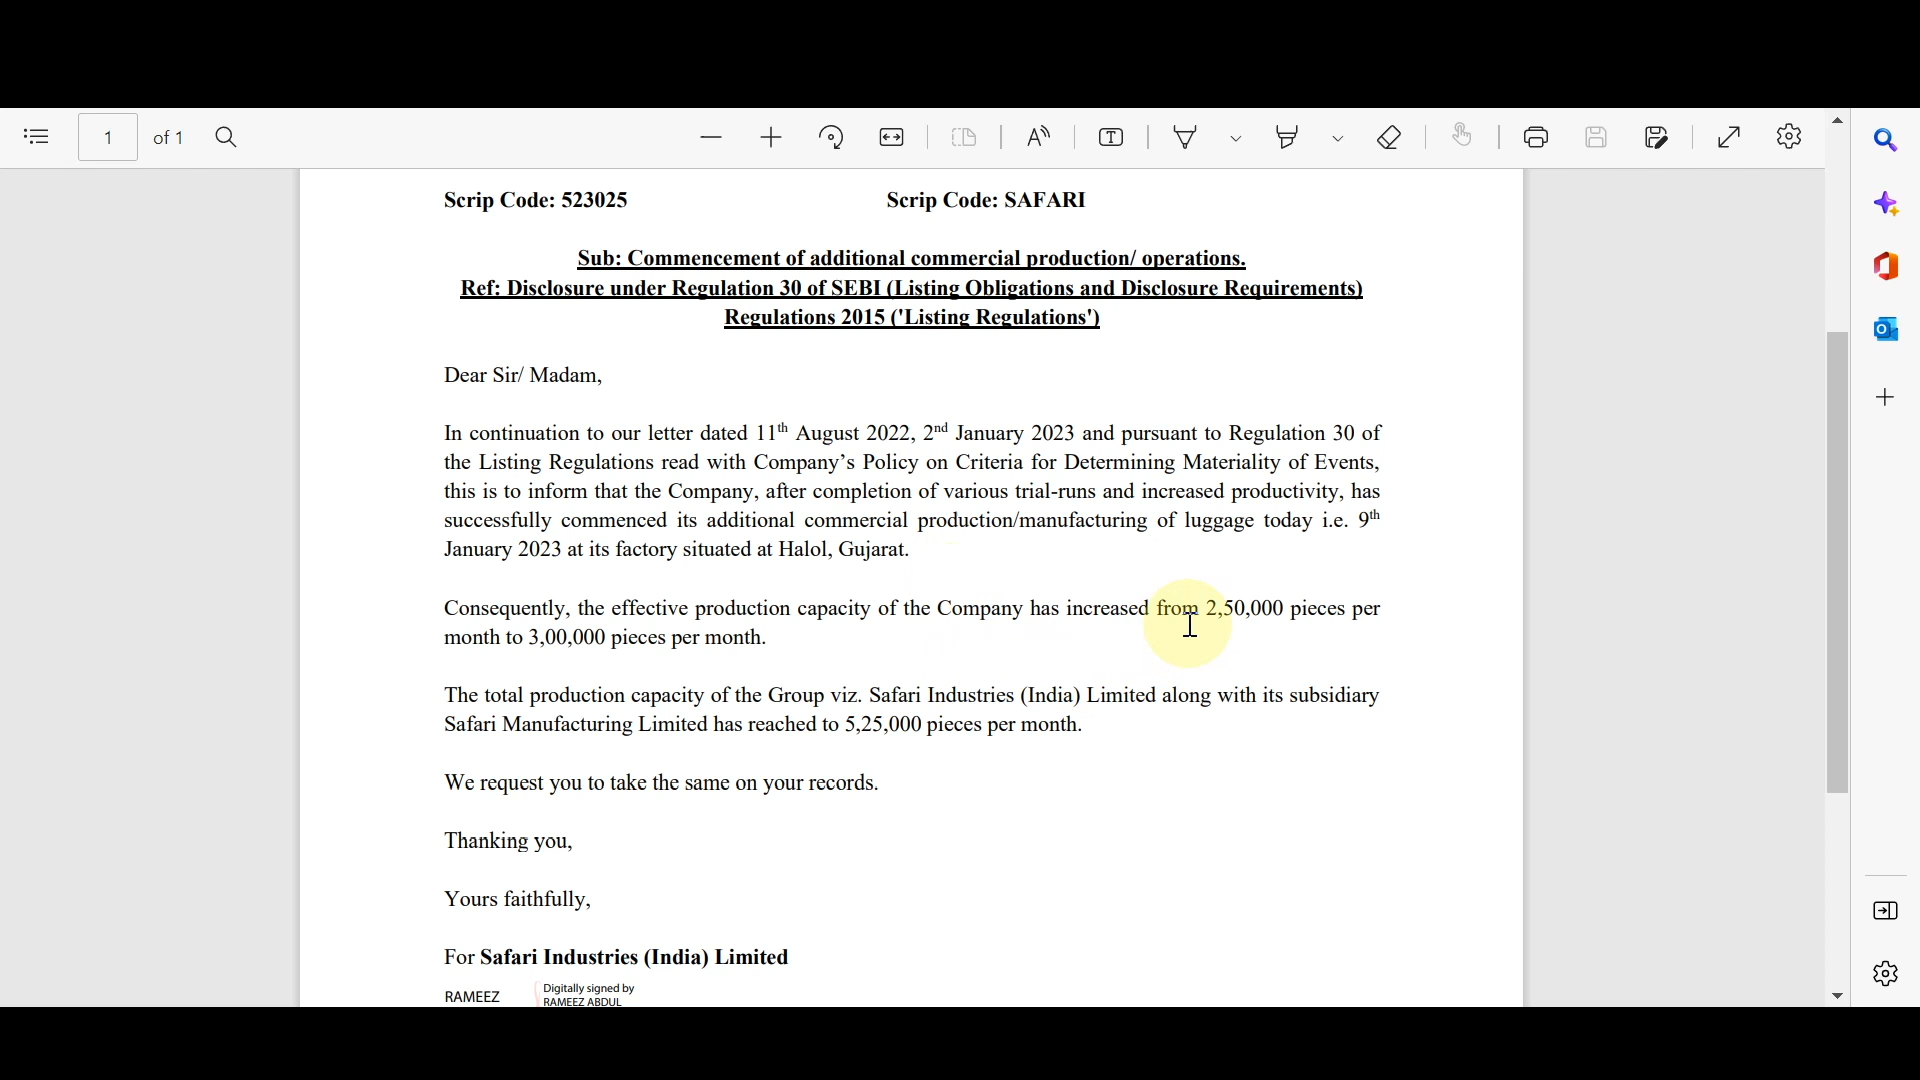 1 of 1
Scrip Code: 523025 Scrip Code: SAFARI
Sub: Commencement of additional commercial production/ operations.
Ref: Disclosure under Regulation 30 of SEBI (Listing Obligations and Disclosure Requirements)
Regulations 2015 ('Listing Regulations')
Dear Sir/ Madam,
In continuation to our letter dated 11th August 2022, 2nd January 2023 and pursuant to Regulation 30 of
the Listing Regulations read with Company’s Policy on Criteria for Determining Materiality of Events,
this is to inform that the Company, after completion of various trial-runs and increased productivity, has
successfully commenced its additional commercial production/manufacturing of luggage today i.e. 9th
January 2023 at its factory situated at Halol, Gujarat.
Consequently, the effective production capacity of the Company has increased from 2,50,000 pieces per
month to 3,00,000 pieces per month.
The total production capacity of the Group viz. Safari Industries (India) Limited along with its subsidiary
Safari Manufacturing Limited has reached to 5,25,000 pieces per month.
We request you to take the same on your records.
Thanking you,
Yours faithfully,
For Safari Industries (India) Limited
RAMEEZ Digitally signed by
RAMEEZ ABDUL